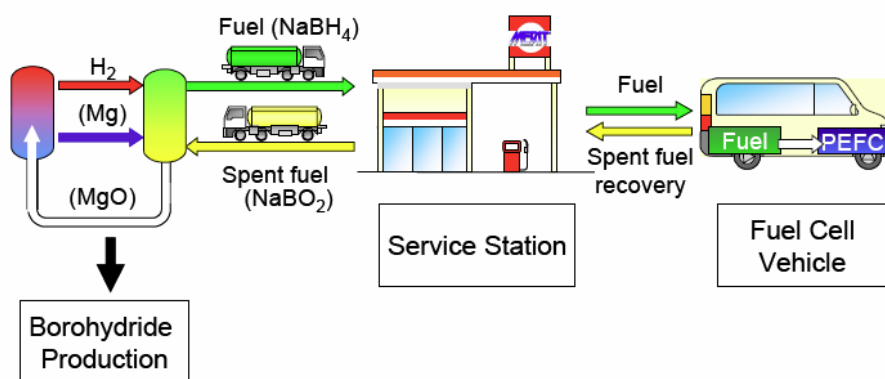 Fuel (NaBH₄)
H₂
(Mg)
(MgO)
Spent fuel
(NaBO₂)
MERIT
Fuel
Spent fuel
recovery
Fuel
PEFC
Service Station
Fuel Cell
Vehicle
Borohydride
Production